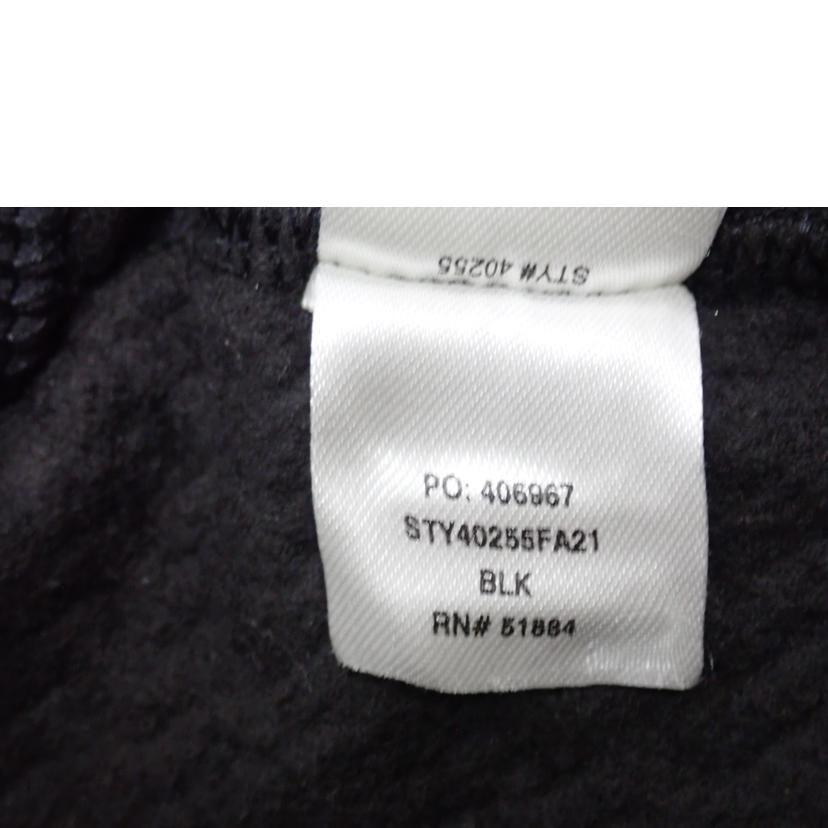 STY# 40255
PO: 406967
STY40255FA21
BLK
RN# 51884